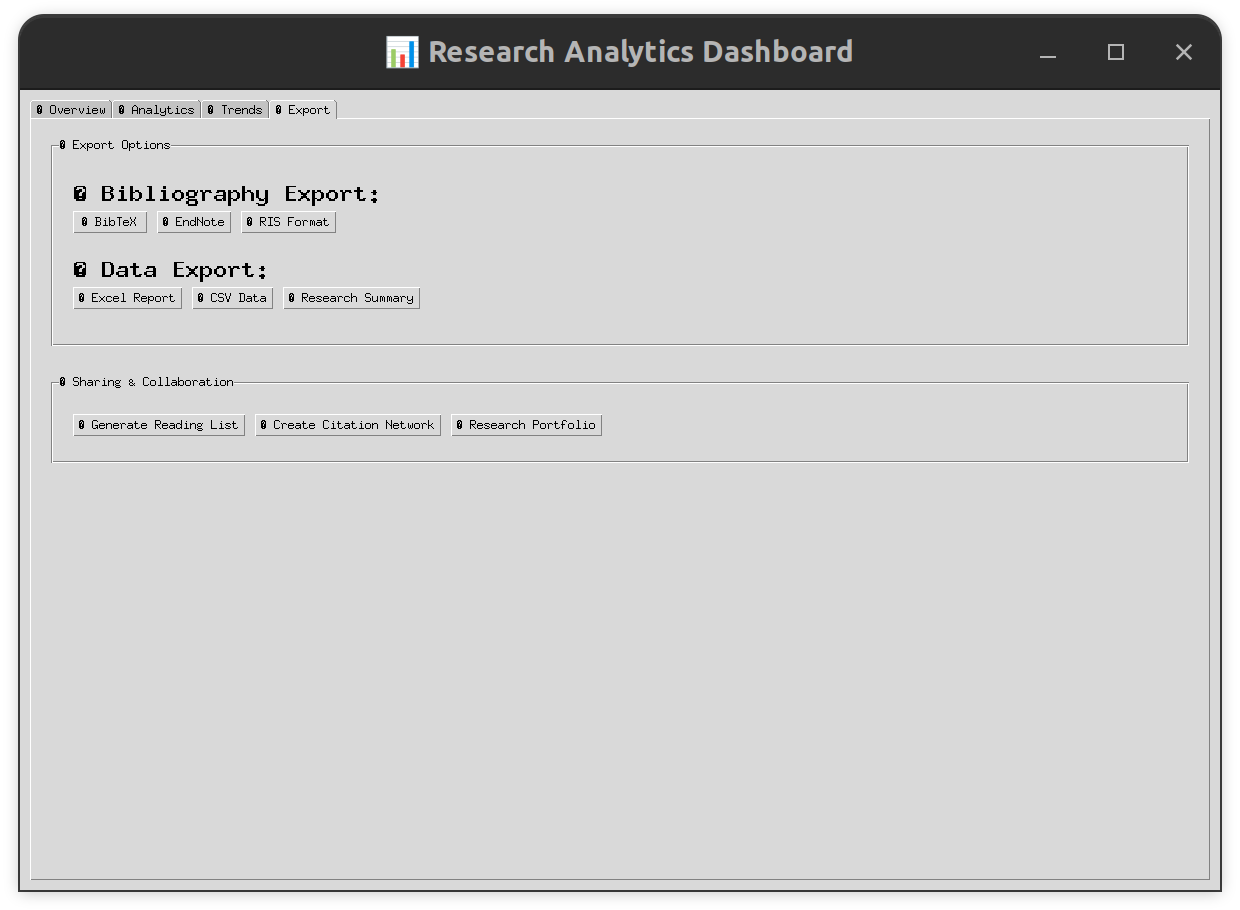 Research Analytics Dashboard
Overview Analytics Trends Export
Export Options
Bibliography Export:
BibTeX EndNote RIS Format
Data Export:
Excel Report CSV Data Research Summary
Sharing & Collaboration
Generate Reading List Create Citation Network Research Portfolio